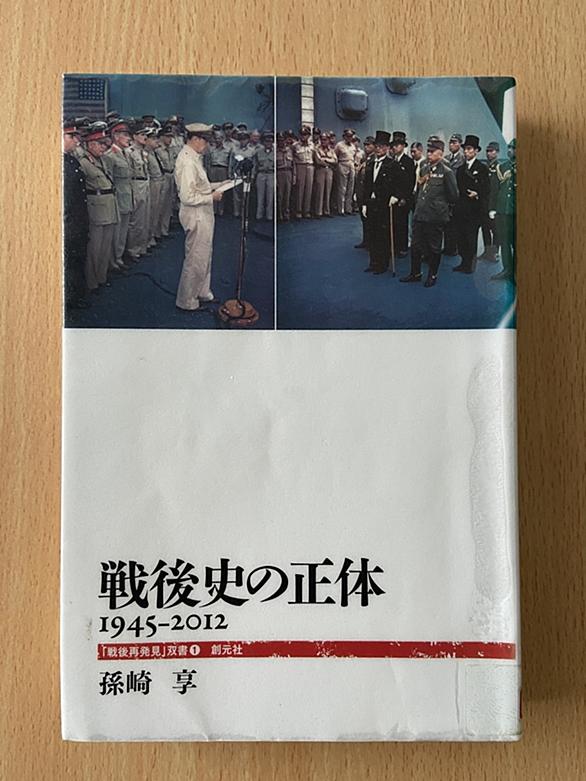 戦後史の正体
1945-2012
「戦後再発見」双書❶ 創元社
孫崎 享